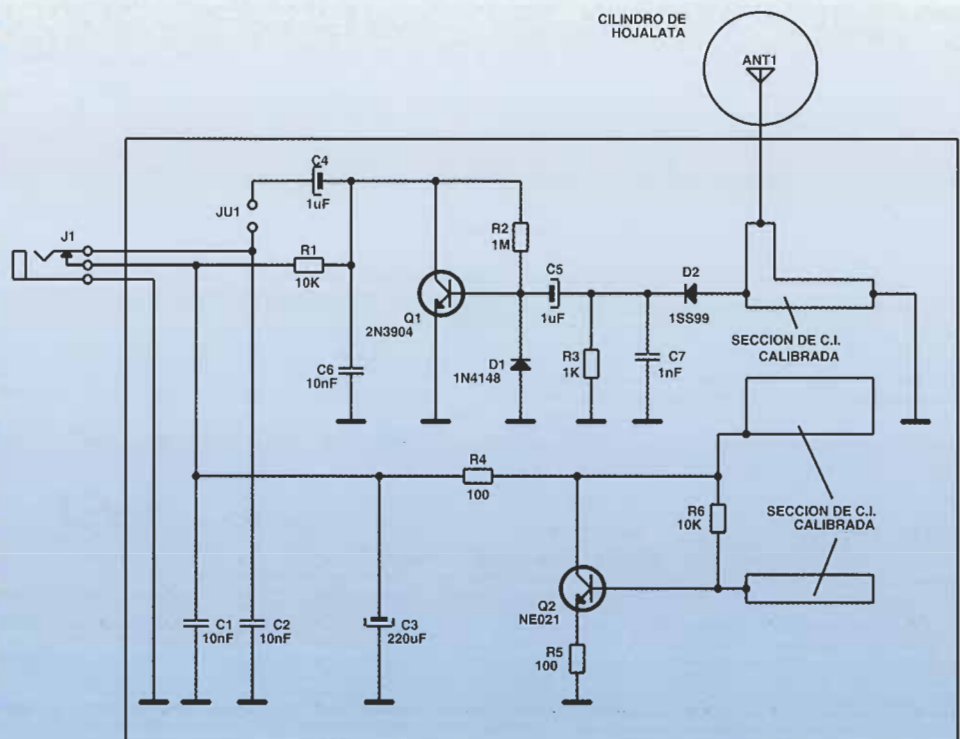 CILINDRO DE
HOJALATA
ANT1
C4
1uF
JU1
J1
R1
10K
R2
1M
C5
1uF
D2
1SS99
Q1
2N3904
C6
10nF
D1
1N4148
R3
1K
C7
1nF
SECCION DE C.I.
CALIBRADA
R4
100
R6
10K
SECCION DE C.I.
CALIBRADA
Q2
NE021
C1
10nF
C2
10nF
C3
220uF
R5
100